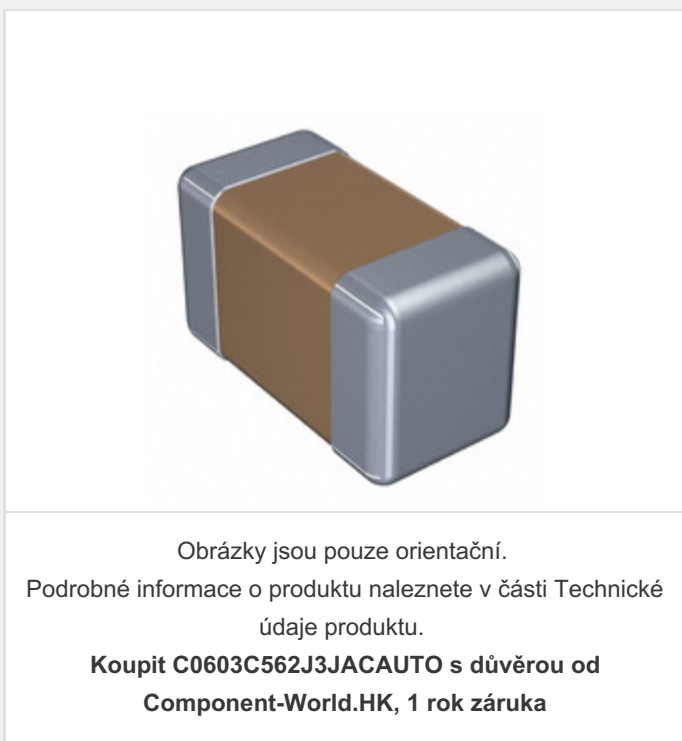 Obrázky jsou pouze orientační.
Podrobné informace o produktu naleznete v části Technické
údaje produktu.
Koupit C0603C562J3JACAUTO s důvěrou od
Component-World.HK, 1 rok záruka